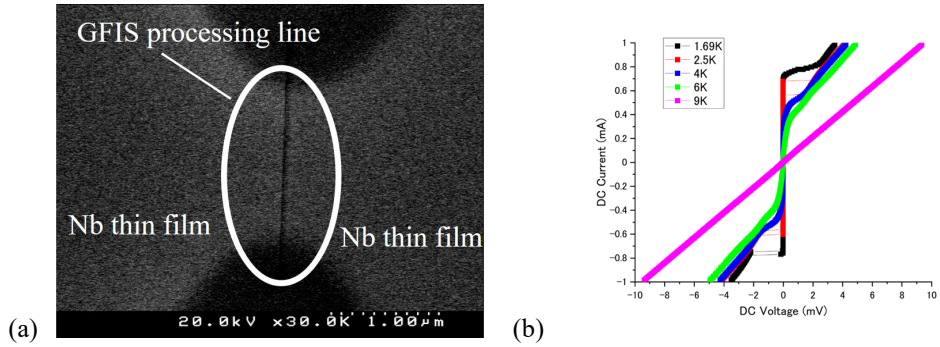 GFIS processing line
Nb thin film
Nb thin film
20.0kV x30.0K 1.00μm
(a)
1.69K
2.5K
4K
6K
9K
DC Current (mA)
1
0.8
0.6
0.4
0.2
0
-0.2
-0.4
-0.6
-0.8
-1
-10
-8
-6
-4
-2
0
2
4
6
8
10
DC Voltage (mV)
(b)